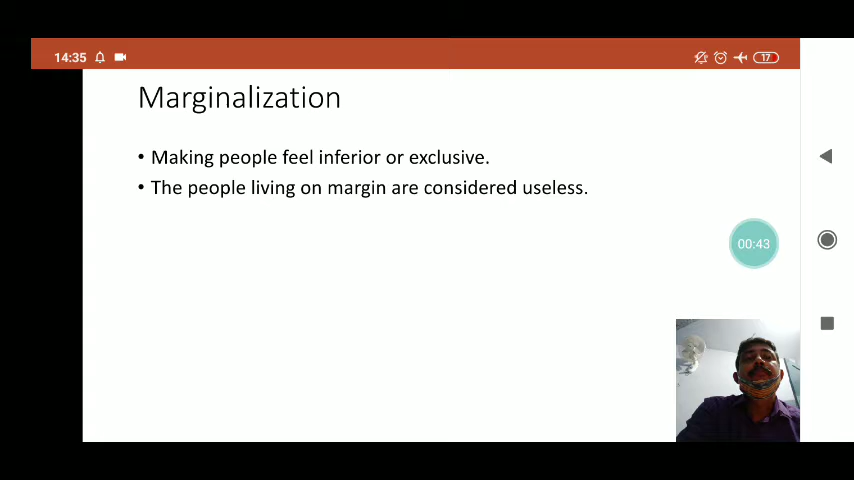 14:35
17
Marginalization
• Making people feel inferior or exclusive.
• The people living on margin are considered useless.
00:43